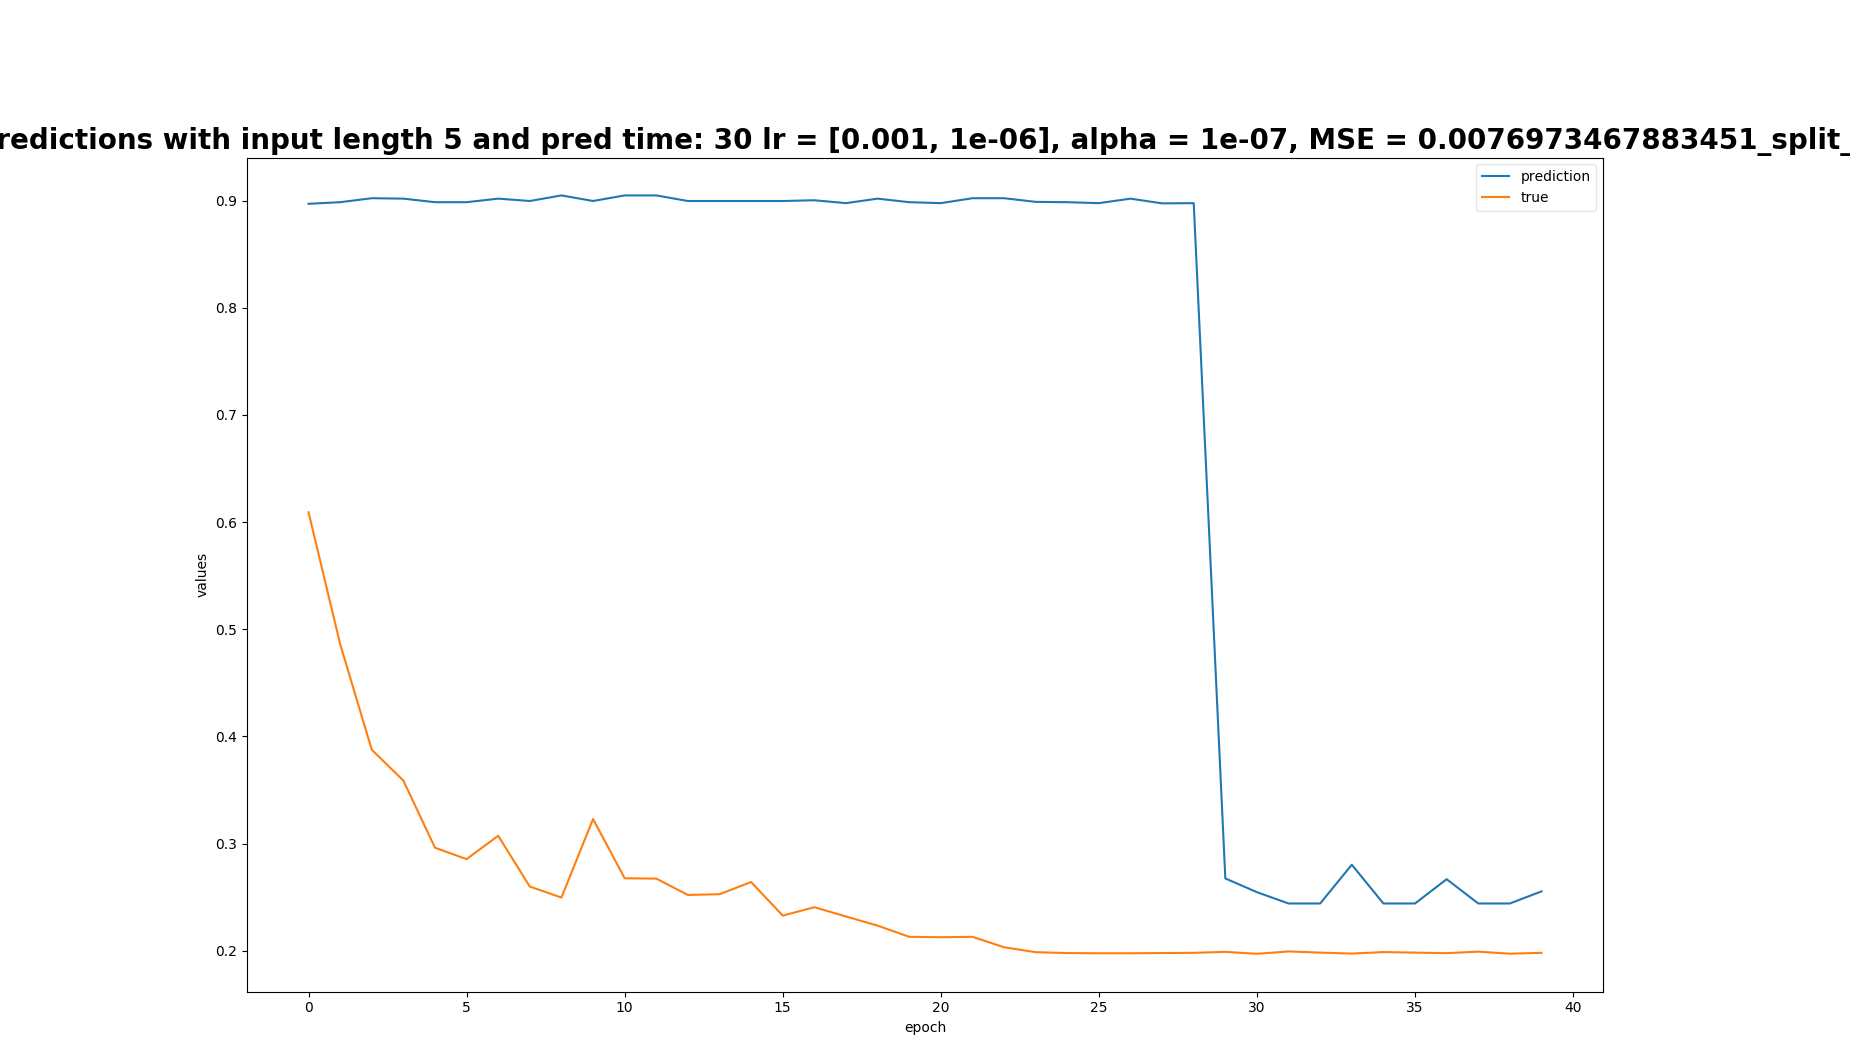 redictions with input length 5 and pred time: 30 lr = [0.001, 1e-06], alpha = 1e-07, MSE = 0.0076973467883451_split_
prediction
true
0.9
0.8
0.7
0.6
0.5
0.4
0.3
0.2
values
0 5 10 15 20 25 30 35 40
epoch